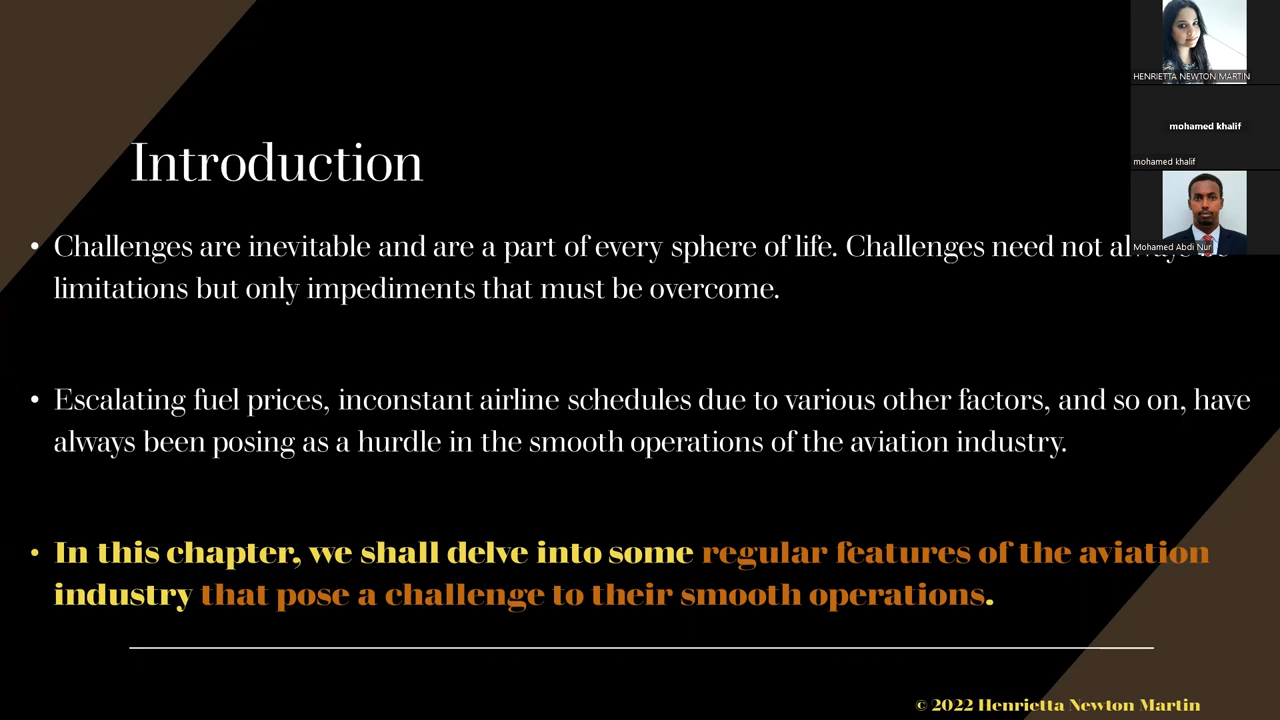 HENRIETTA NEWTON MARTIN
mohamed khalif
mohamed khalif
Mohamed Abdi Nur
Introduction
• Challenges are inevitable and are a part of every sphere of life. Challenges need not always be
limitations but only impediments that must be overcome.
• Escalating fuel prices, inconstant airline schedules due to various other factors, and so on, have
always been posing as a hurdle in the smooth operations of the aviation industry.
• In this chapter, we shall delve into some regular features of the aviation
industry that pose a challenge to their smooth operations.
© 2022 Henrietta Newton Martin